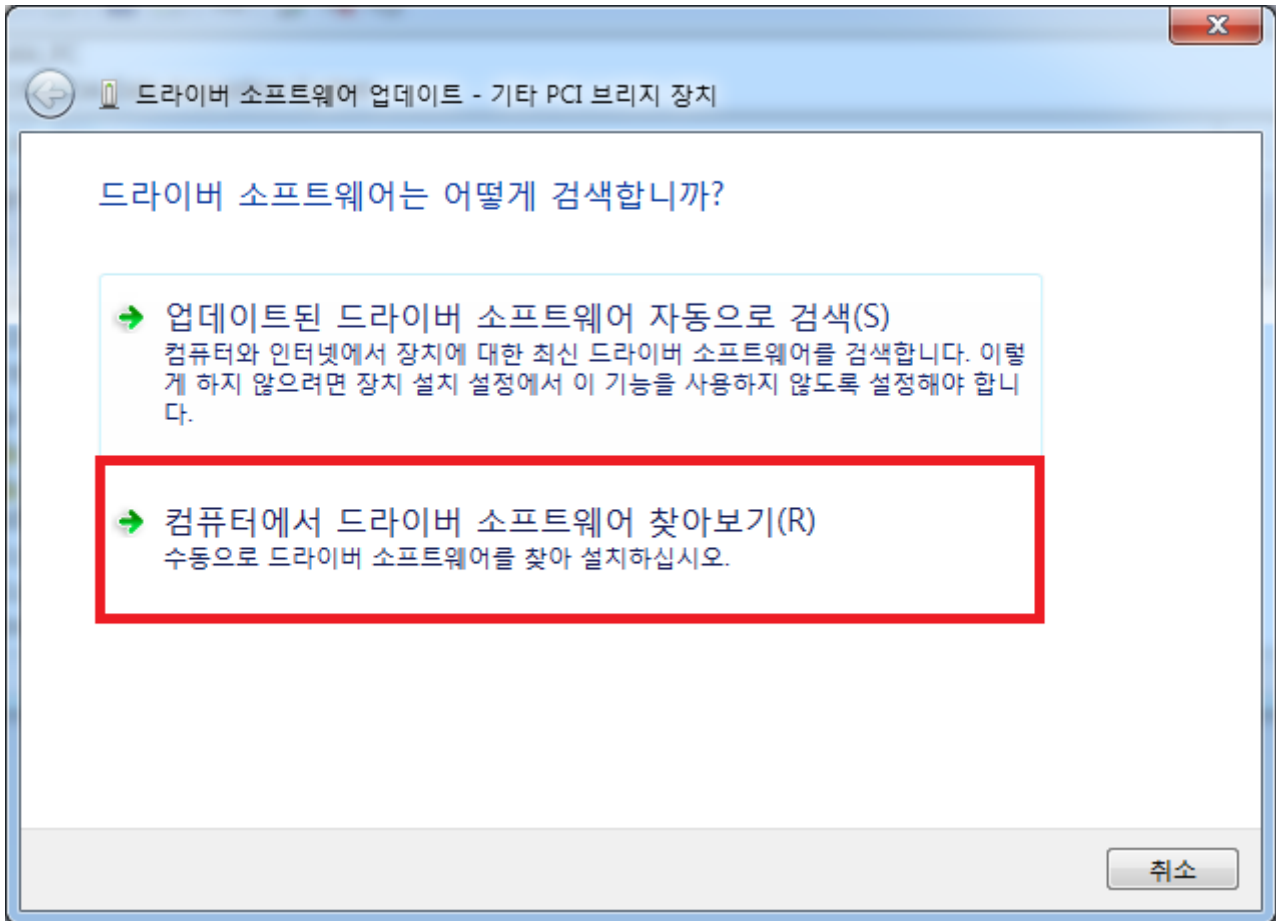 드라이버 소프트웨어 업데이트 - 기타 PCI 브리지 장치
드라이버 소프트웨어는 어떻게 검색합니까?
업데이트된 드라이버 소프트웨어 자동으로 검색(S)
컴퓨터와 인터넷에서 장치에 대한 최신 드라이버 소프트웨어를 검색합니다. 이렇
게 하지 않으려면 장치 설치 설정에서 이 기능을 사용하지 않도록 설정해야 합니
다.
컴퓨터에서 드라이버 소프트웨어 찾아보기(R)
수동으로 드라이버 소프트웨어를 찾아 설치하십시오.
취소